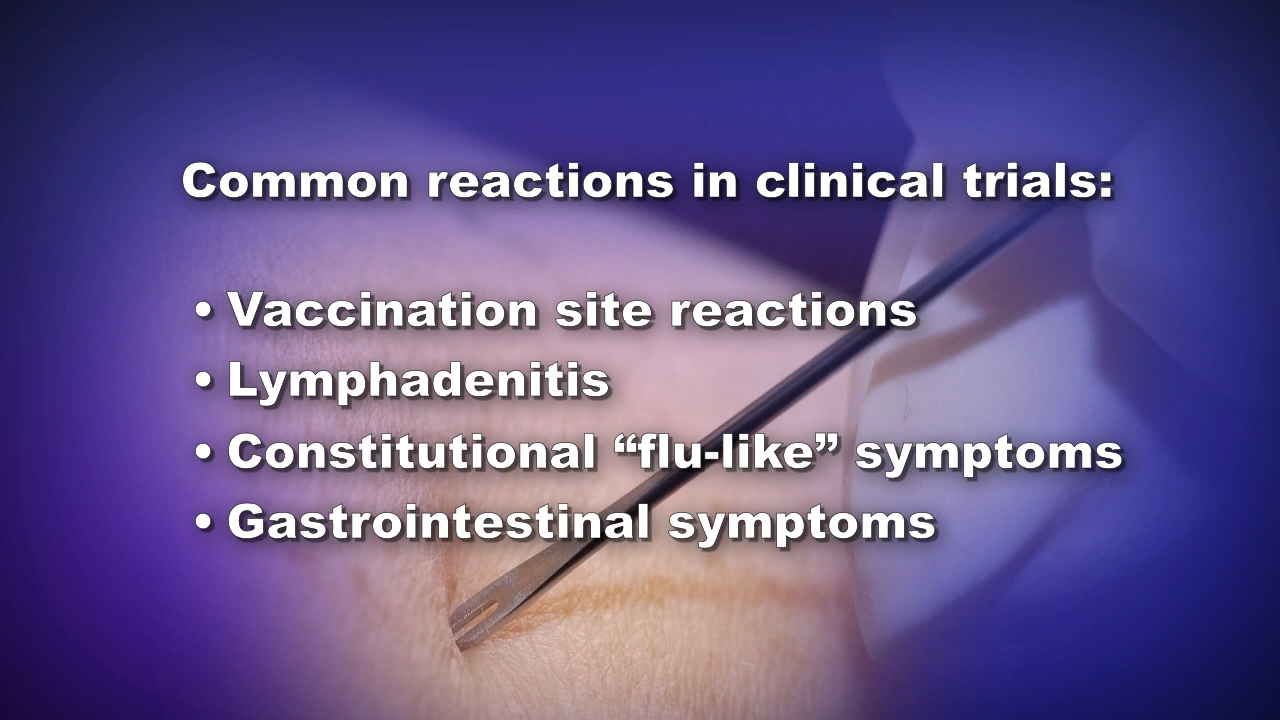 Common reactions in clinical trials:
• Vaccination site reactions
• Lymphadenitis
• Constitutional “flu-like” symptoms
• Gastrointestinal symptoms